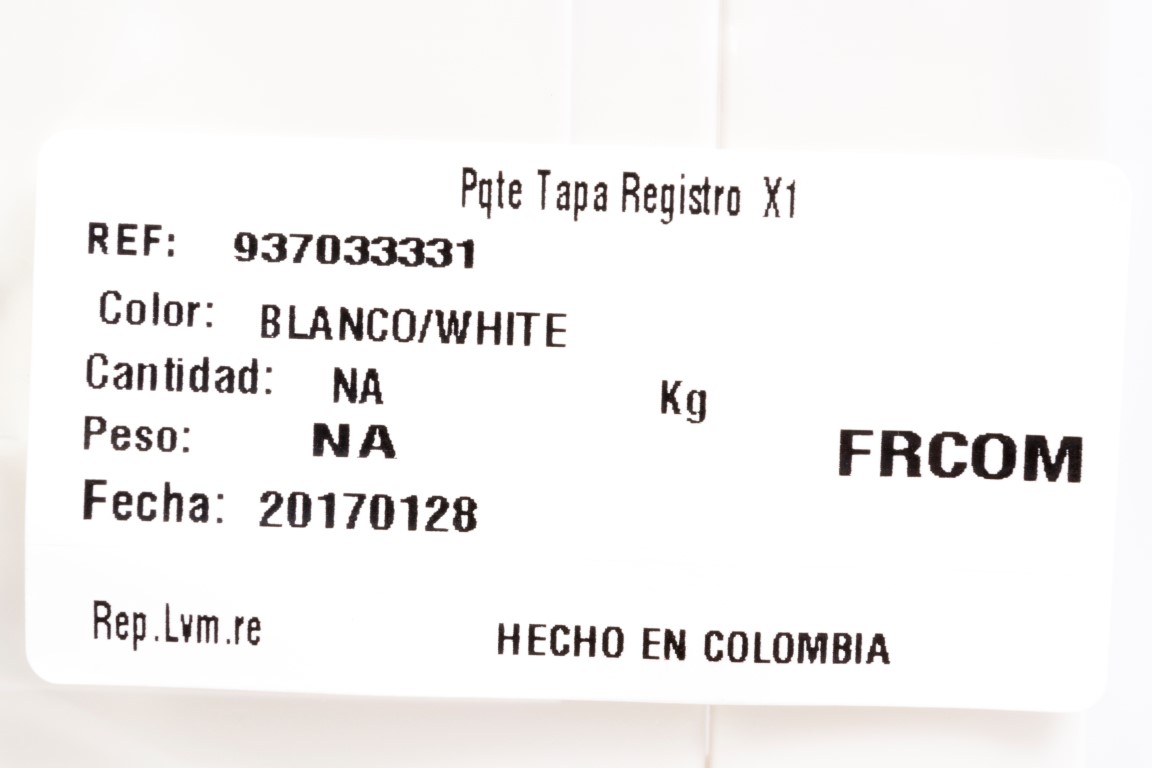 Pqte Tapa Registro X1
REF: 937033331
Color: BLANCO/WHITE
Cantidad: NA Kg
Peso: NA
FRCOM
Fecha: 20170128
Rep.Lvm.re HECHO EN COLOMBIA